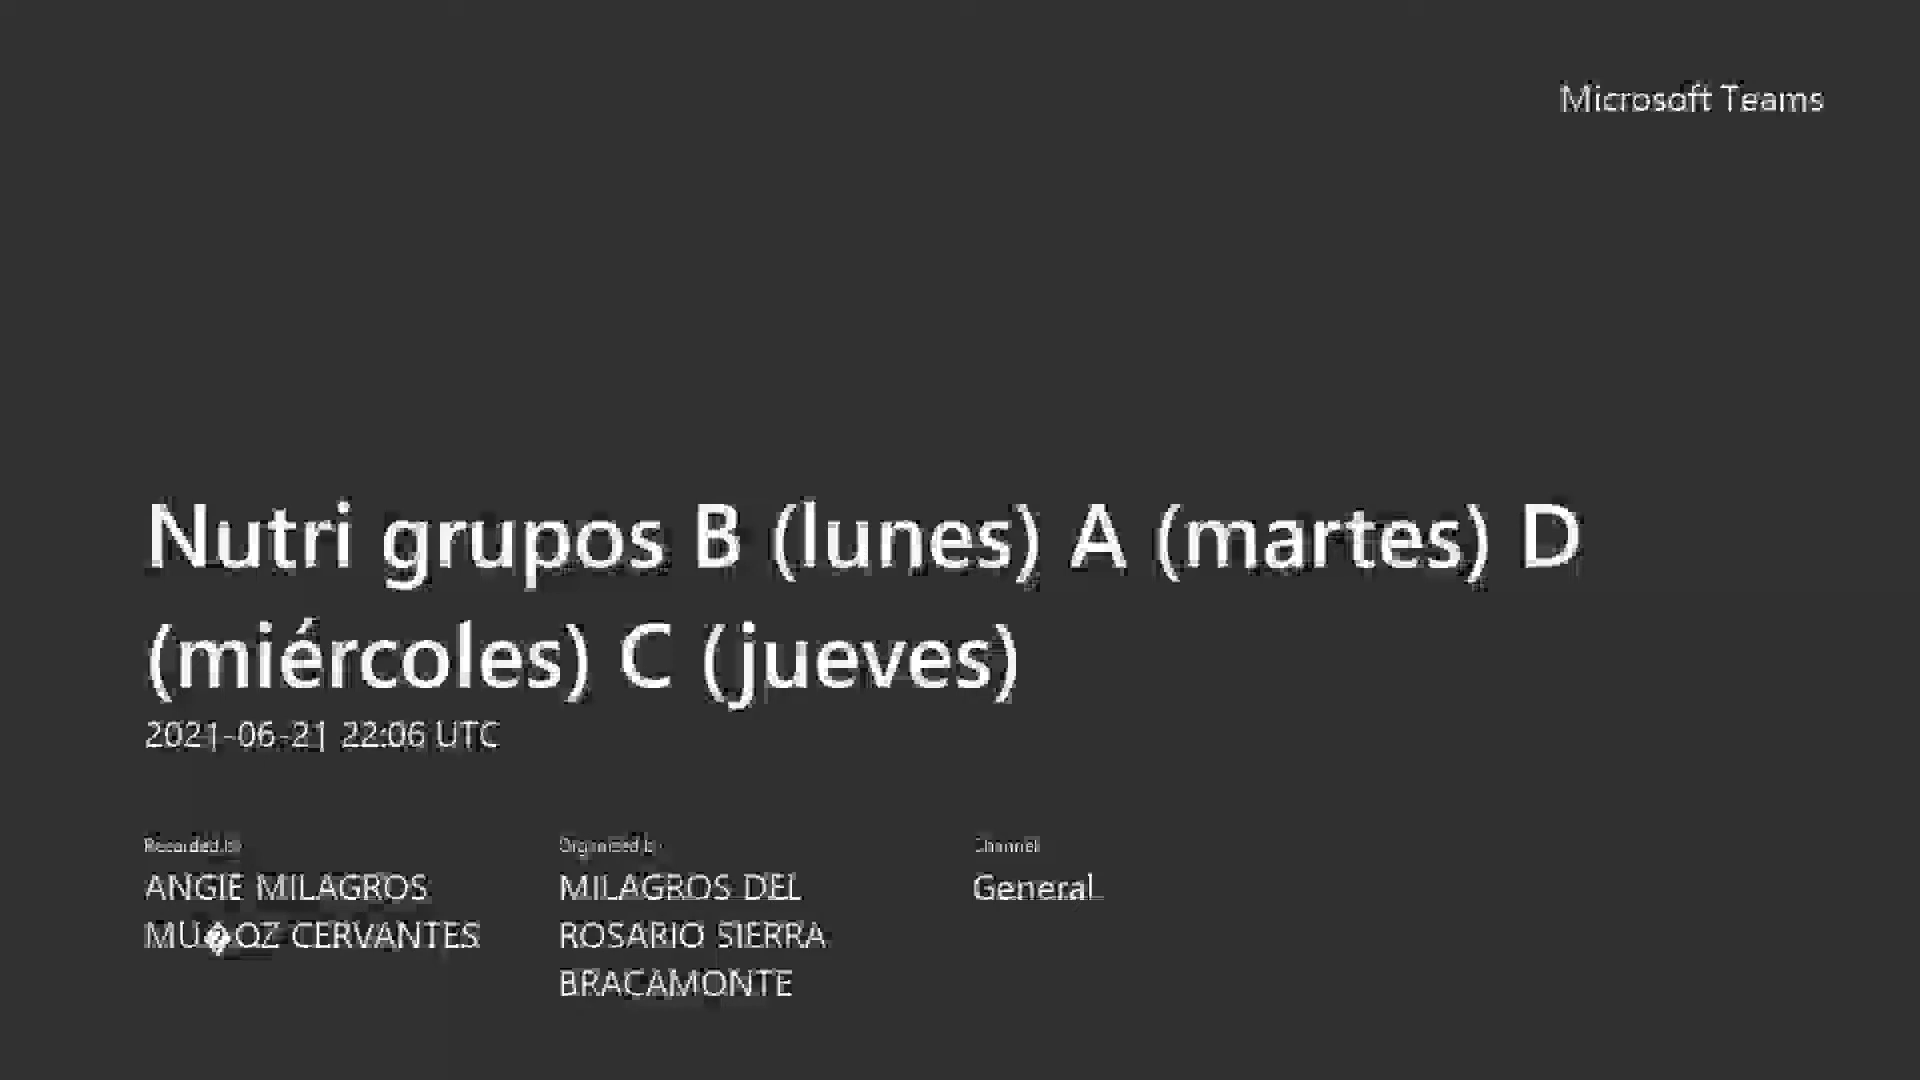 Microsoft Teams
Nutri grupos B (lunes) A (martes) D
(miércoles) C (jueves)
2021-06-21 22:06 UTC
Recorded by
Organized by
Channel
ANGIE MILAGROS
MU�OZ CERVANTES
MILAGROS DEL
ROSARIO SIERRA
BRACAMONTE
General